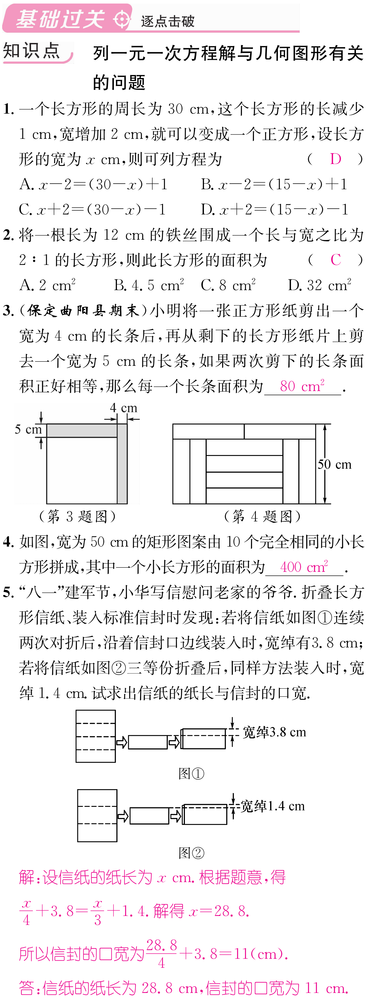 基础过关 逐点击破
知识点 列一元一次方程解与几何图形有关
的问题
1. 一个长方形的周长为 30 cm,这个长方形的长减少
1 cm,宽增加 2 cm,就可以变成一个正方形,设长方
形的宽为 x cm,则可列方程为 ( D )
A. x－2＝(30－x)＋1 B. x－2＝(15－x)＋1
C. x＋2＝(30－x)－1 D. x＋2＝(15－x)－1
2. 将一根长为 12 cm 的铁丝围成一个长与宽之比为
2∶1 的长方形,则此长方形的面积为 ( C )
A. 2 cm² B. 4.5 cm² C. 8 cm² D. 32 cm²
3. (保定曲阳县期末)小明将一张正方形纸剪出一个
宽为 4 cm 的长条后,再从剩下的长方形纸片上剪
去一个宽为 5 cm 的长条,如果两次剪下的长条面
积正好相等,那么每一个长条面积为 80 cm² .
4 cm
5 cm
50 cm
(第 3 题图) (第 4 题图)
4. 如图,宽为 50 cm 的矩形图案由 10 个完全相同的小长
方形拼成,其中一个小长方形的面积为 400 cm² .
5. “八一”建军节,小华写信慰问老家的爷爷. 折叠长方
形信纸、装入标准信封时发现:若将信纸如图①连续
两次对折后,沿着信封口边线装入时,宽绰有3.8 cm;
若将信纸如图②三等份折叠后,同样方法装入时,宽
绰 1.4 cm. 试求出信纸的纸长与信封的口宽.
宽绰3.8 cm
图①
宽绰1.4 cm
图②
解:设信纸的纸长为 x cm. 根据题意,得
x/4＋3.8＝x/3＋1.4. 解得 x＝28.8.
所以信封的口宽为28.8/4＋3.8＝11(cm).
答:信纸的纸长为 28.8 cm,信封的口宽为 11 cm.